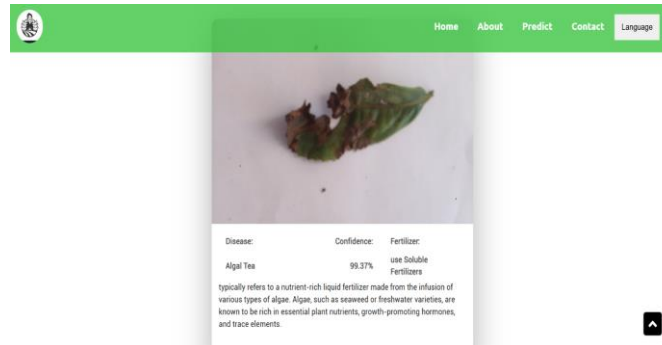 Home About Predict Contact Language
Disease: Confidence: Fertilizer:
Algal Tea 99.37% use Soluble
Fertilizers
typically refers to a nutrient-rich liquid fertilizer made from the infusion of
various types of algae. Algae, such as seaweed or freshwater varieties, are
known to be rich in essential plant nutrients, growth-promoting hormones,
and trace elements.